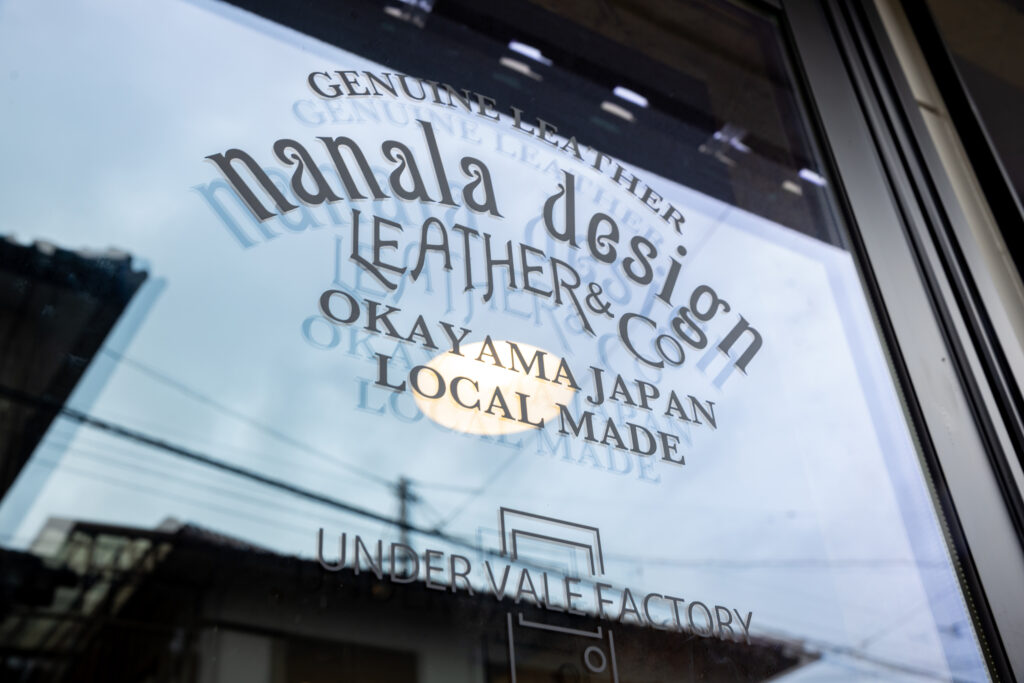 GENUINE LEATHER
nanala design
LEATHER & Co
OKAYAMA JAPAN
LOCAL MADE
UNDER VALE FACTORY